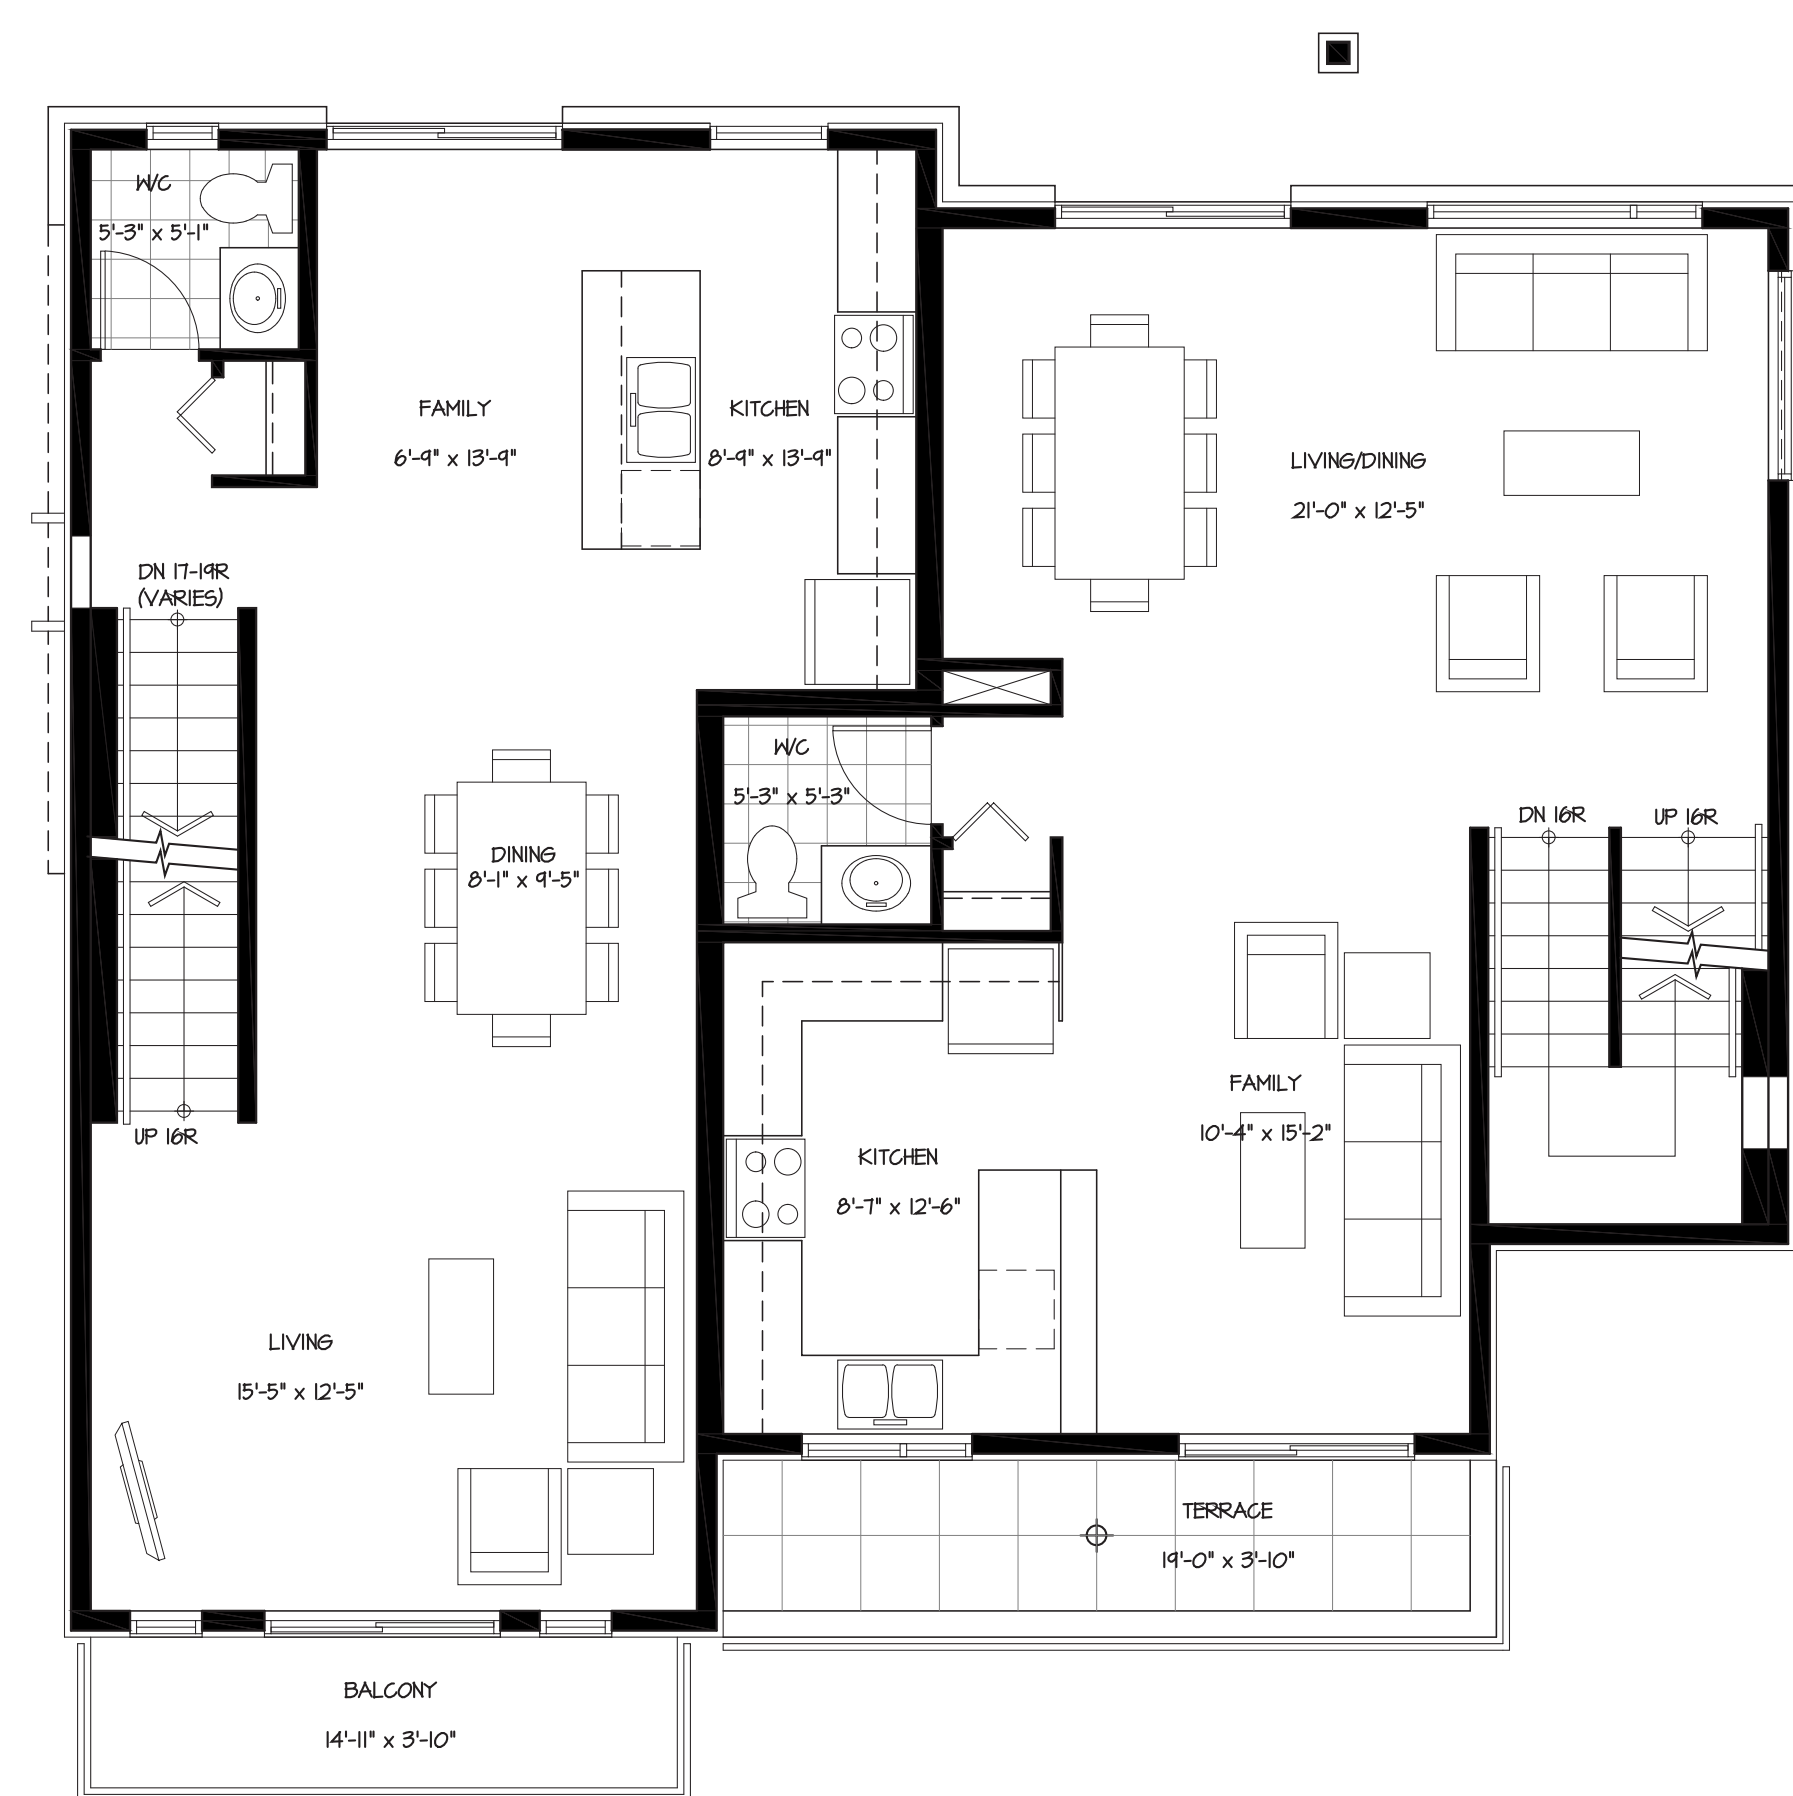 W/C
5'-3" x 5'-1"
FAMILY
6'-9" x 13'-9"
KITCHEN
8'-9" x 13'-9"
LIVING/DINING
21'-0" x 12'-5"
DN 17-19R
(VARIES)
W/C
5'-3" x 5'-3"
DN 16R
UP 16R
DINING
8'-1" x 9'-5"
FAMILY
10'-4" x 15'-2"
UP 16R
KITCHEN
8'-7" x 12'-6"
LIVING
15'-5" x 12'-5"
TERRACE
19'-0" x 3'-10"
BALCONY
14'-11" x 3'-10"